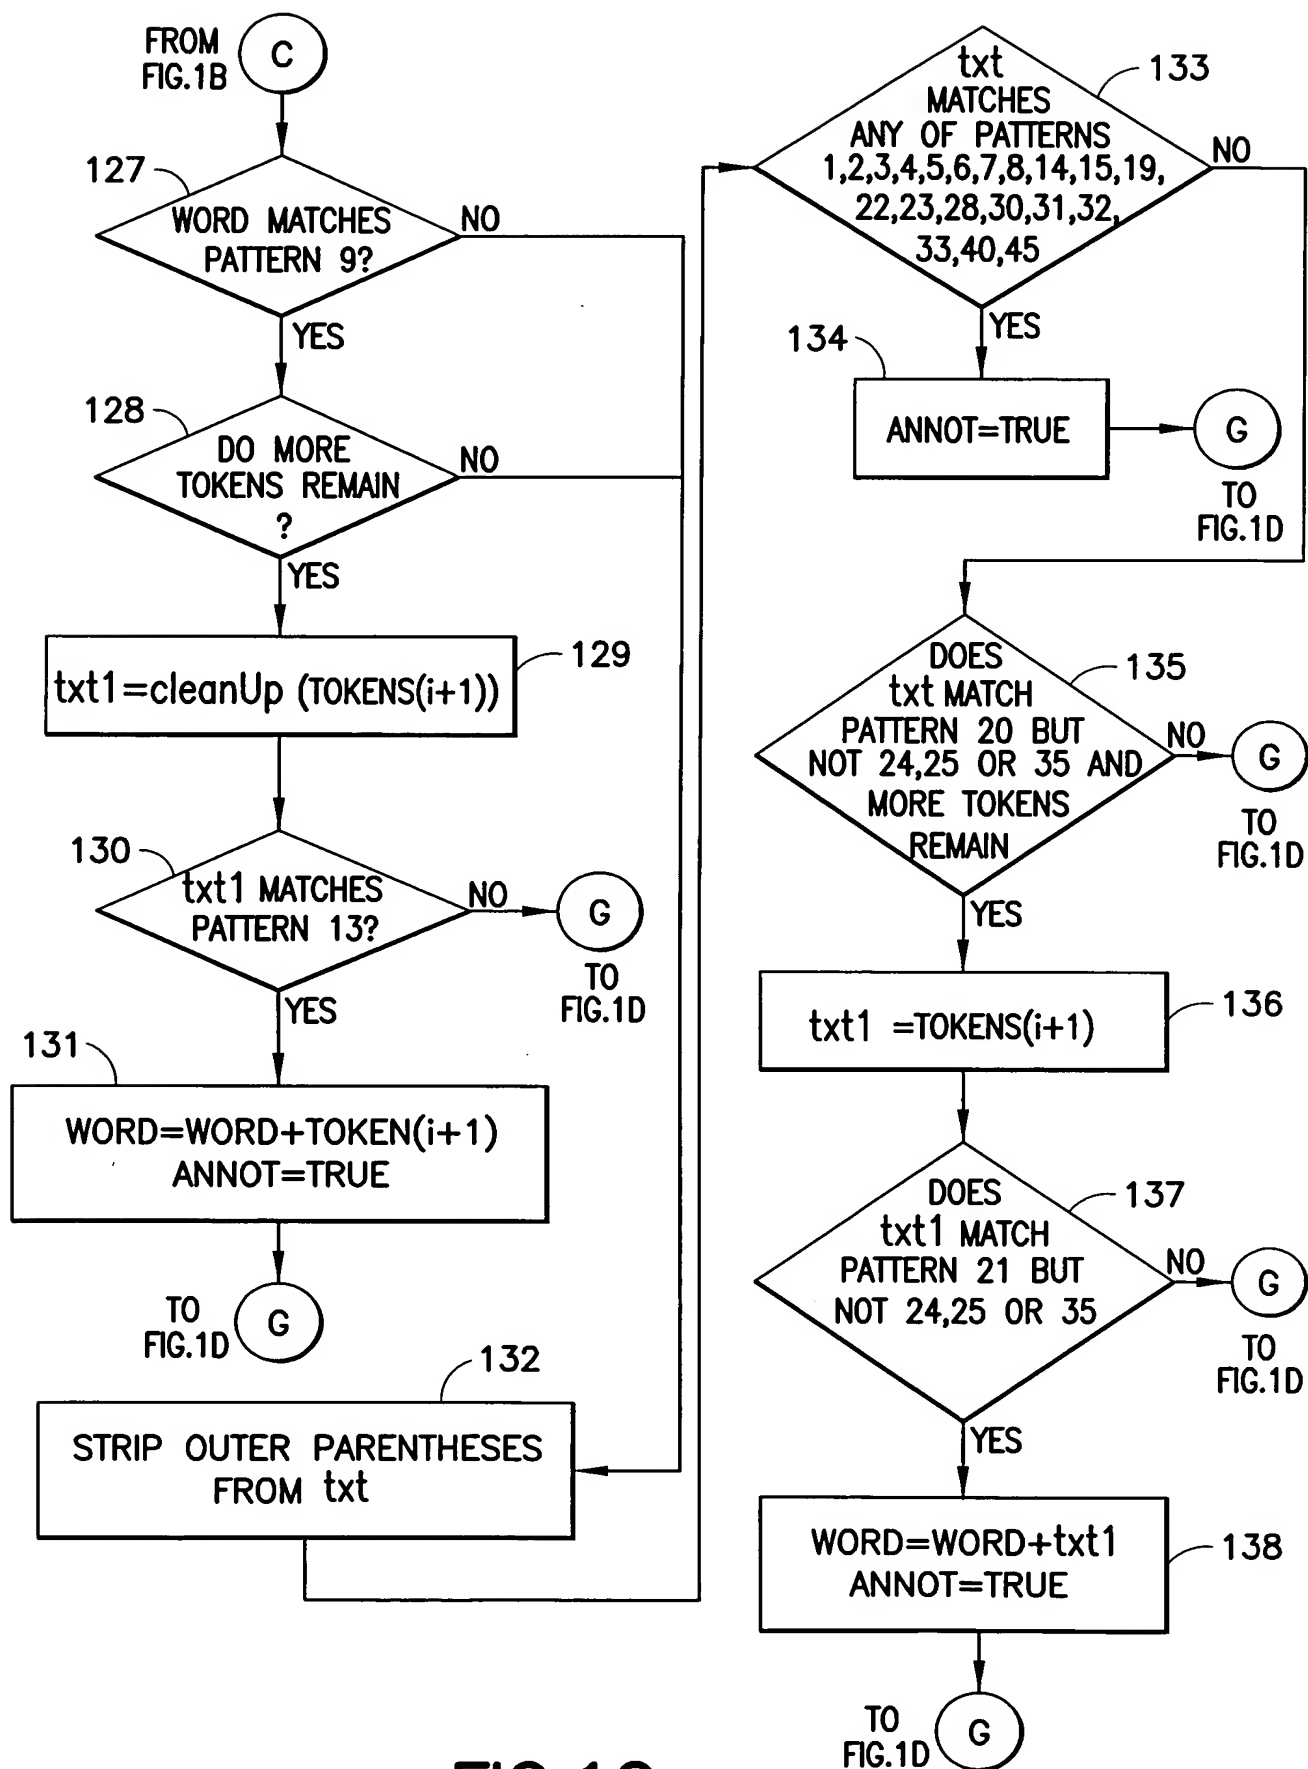 FROM
FIG.1B
C
127
WORD MATCHES
PATTERN 9?
NO
YES
128
DO MORE
TOKENS REMAIN
?
NO
YES
129
txt1=cleanUp (TOKENS(i+1))
130
txt1 MATCHES
PATTERN 13?
NO
G
TO
FIG.1D
YES
131
WORD=WORD+TOKEN(i+1)
ANNOT=TRUE
TO
FIG.1D
G
132
STRIP OUTER PARENTHESES
FROM txt
133
txt
MATCHES
ANY OF PATTERNS
1,2,3,4,5,6,7,8,14,15,19,
22,23,28,30,31,32,
33,40,45
NO
YES
134
ANNOT=TRUE
G
TO
FIG.1D
135
DOES
txt MATCH
PATTERN 20 BUT
NOT 24,25 OR 35 AND
MORE TOKENS
REMAIN
NO
G
TO
FIG.1D
YES
136
txt1 =TOKENS(i+1)
137
DOES
txt1 MATCH
PATTERN 21 BUT
NOT 24,25 OR 35
NO
G
TO
FIG.1D
YES
138
WORD=WORD+txt1
ANNOT=TRUE
TO
FIG.1D
G